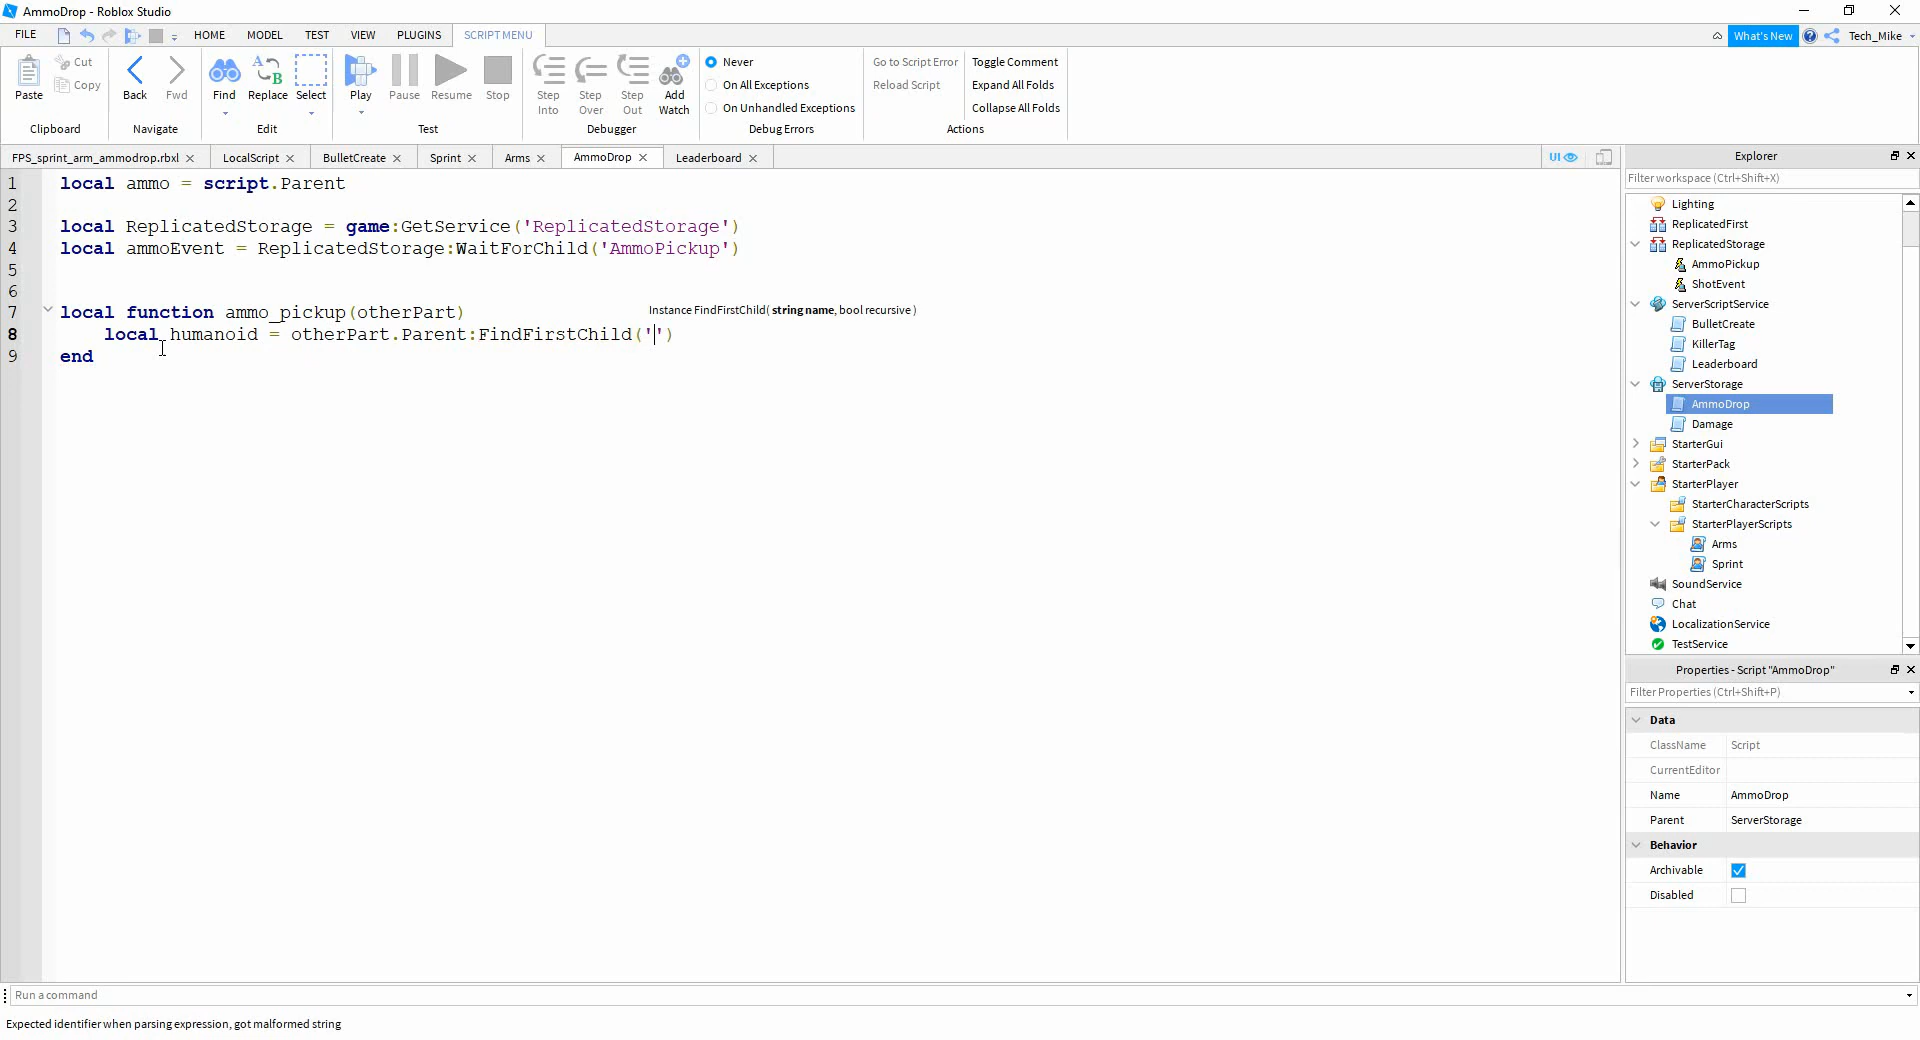 AmmoDrop - Roblox Studio
FILE HOME MODEL TEST VIEW PLUGINS SCRIPT MENU What's New Tech_Mike
Paste Cut Copy Back Fwd Find Replace Select Play Pause Resume Stop Step Into Step Over Step Out Add Watch
Never
On All Exceptions
On Unhandled Exceptions
Go to Script Error
Reload Script
Toggle Comment
Expand All Folds
Collapse All Folds
Clipboard Navigate Edit Test Debugger Debug Errors Actions
FPS_sprint_arm_ammodrop.rbxl LocalScript BulletCreate Sprint Arms AmmoDrop Leaderboard UI
1 local ammo = script.Parent
2
3 local ReplicatedStorage = game:GetService('ReplicatedStorage')
4 local ammoEvent = ReplicatedStorage:WaitForChild('AmmoPickup')
5
6
7 local function ammo_pickup(otherPart)
Instance FindFirstChild( string name, bool recursive )
8 local humanoid = otherPart.Parent:FindFirstChild('')
9 end
Explorer
Filter workspace (Ctrl+Shift+X)
Lighting
ReplicatedFirst
ReplicatedStorage
AmmoPickup
ShotEvent
ServerScriptService
BulletCreate
KillerTag
Leaderboard
ServerStorage
AmmoDrop
Damage
StarterGui
StarterPack
StarterPlayer
StarterCharacterScripts
StarterPlayerScripts
Arms
Sprint
SoundService
Chat
LocalizationService
TestService
Properties - Script "AmmoDrop"
Filter Properties (Ctrl+Shift+P)
Data
ClassName Script
CurrentEditor
Name AmmoDrop
Parent ServerStorage
Behavior
Archivable
Disabled
Run a command
Expected identifier when parsing expression, got malformed string